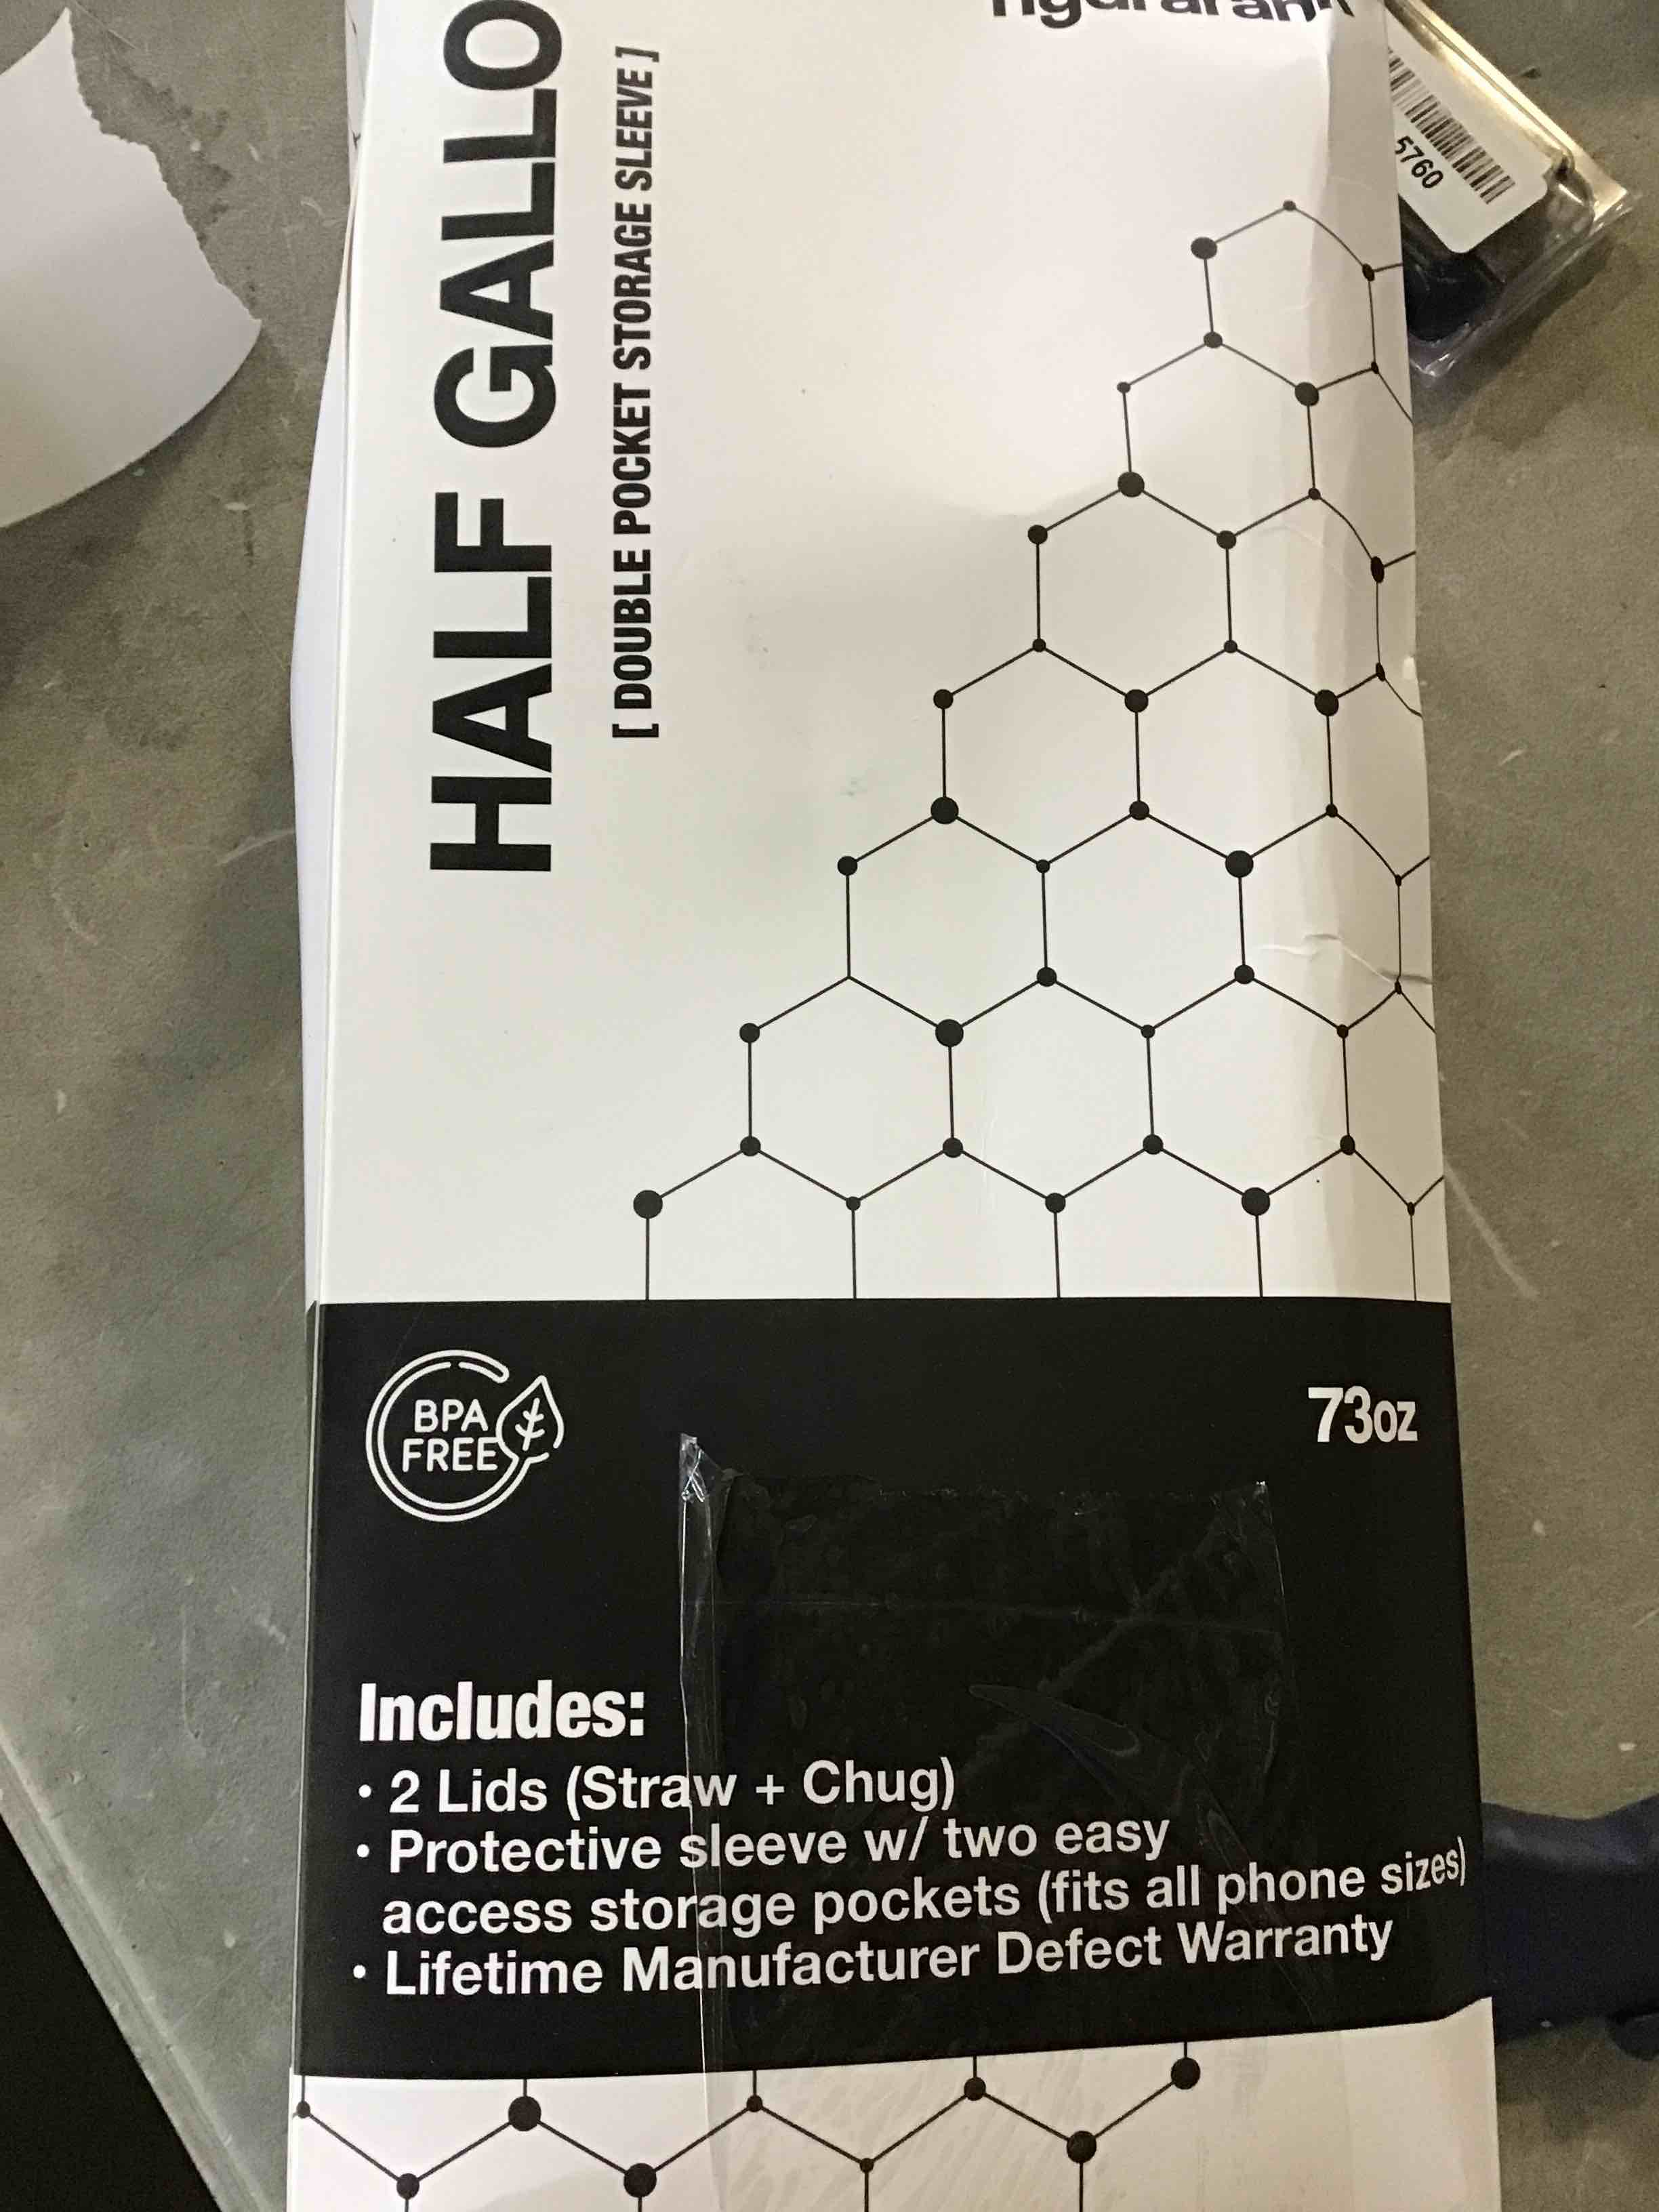 HALF GALLO
[ DOUBLE POCKET STORAGE SLEEVE ]
5760
BPA
FREE
73oz
Includes:
• 2 Lids (Straw + Chug)
• Protective sleeve w/ two easy
access storage pockets (fits all phone sizes)
• Lifetime Manufacturer Defect Warranty